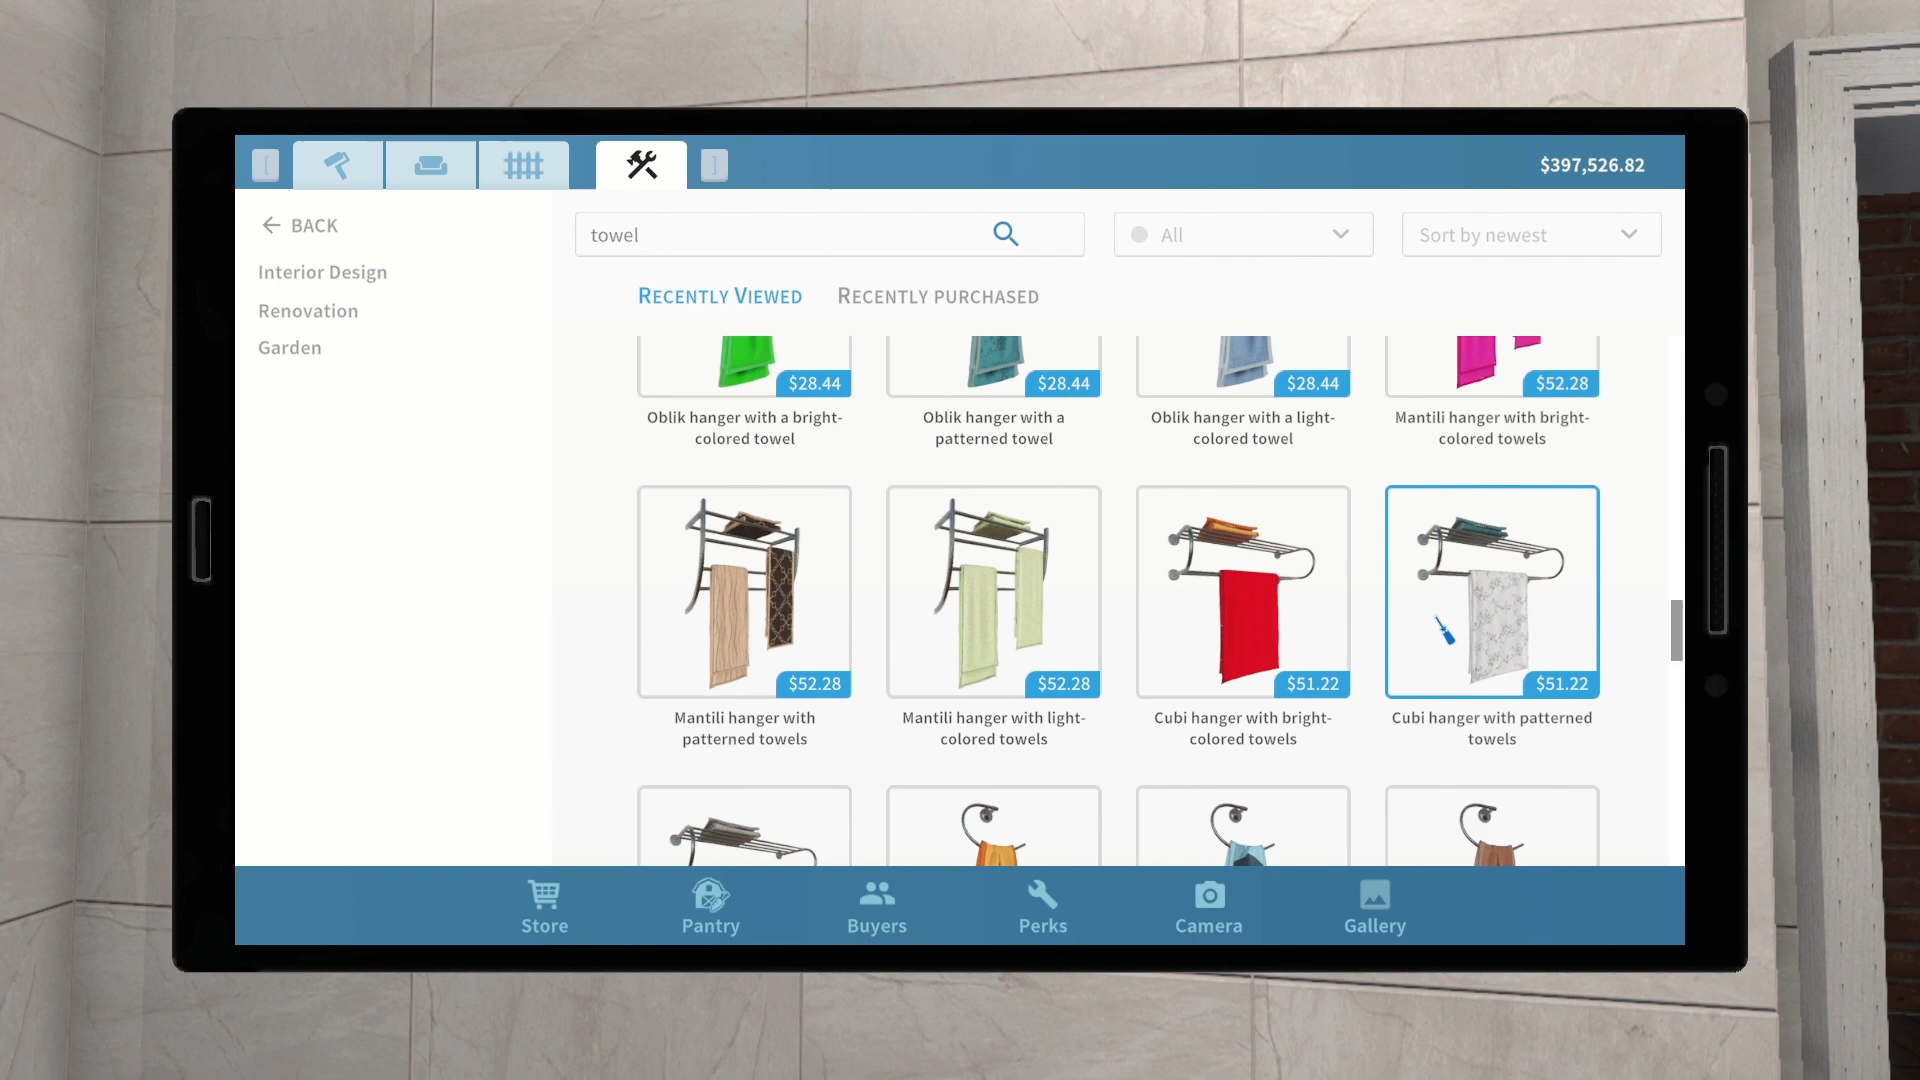 [
]
$397,526.82
BACK
Interior Design
Renovation
Garden
towel
All
Sort by newest
RECENTLY VIEWED
RECENTLY PURCHASED
$28.44
$28.44
$28.44
$52.28
Oblik hanger with a bright-
colored towel
Oblik hanger with a
patterned towel
Oblik hanger with a light-
colored towel
Mantili hanger with bright-
colored towels
$52.28
$52.28
$51.22
$51.22
Mantili hanger with
patterned towels
Mantili hanger with light-
colored towels
Cubi hanger with bright-
colored towels
Cubi hanger with patterned
towels
Store
Pantry
Buyers
Perks
Camera
Gallery